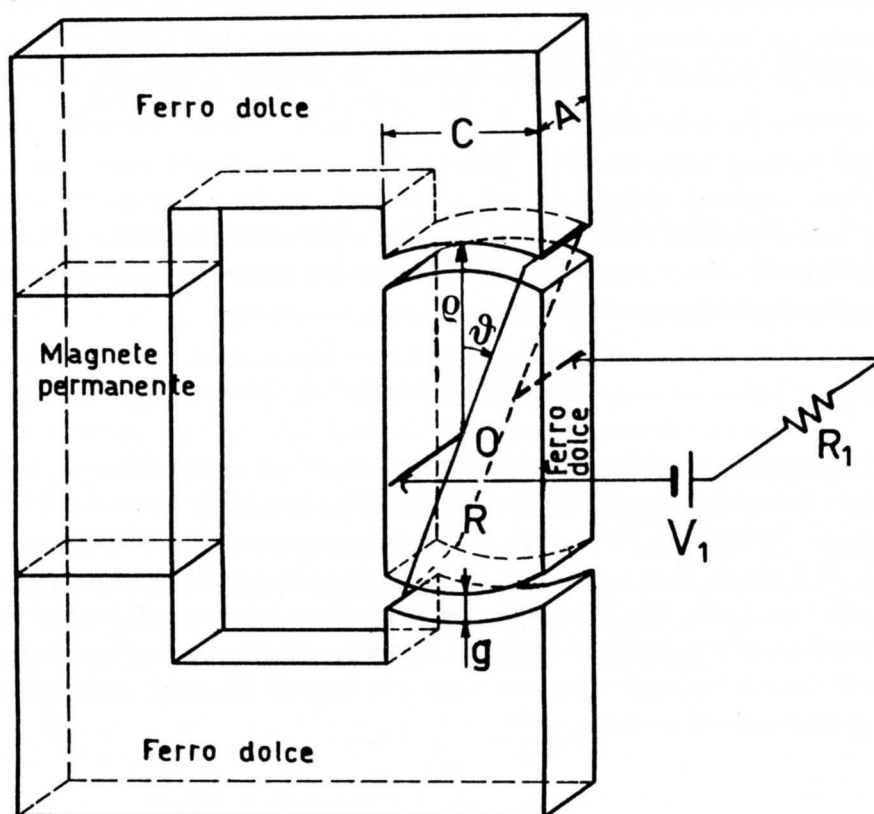 Ferro dolce
C
A
ϱ
ϑ
Magnete
permanente
O
Ferro
dolce
R
R1
V1
g
Ferro dolce